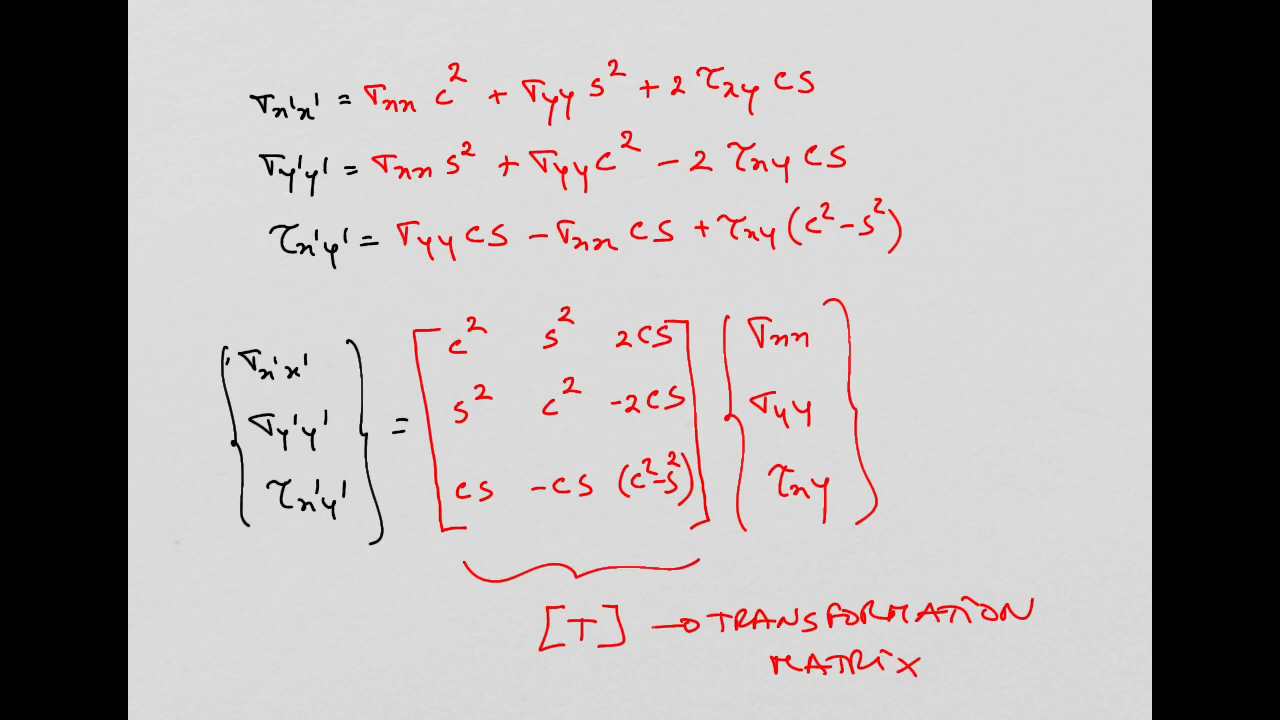 σx'x' = σxx c² + σyy s² + 2 τxy cs
σy'y' = σxx s² + σyy c² - 2 τxy cs
τx'y' = σyy cs - σxx cs + τxy (c² - s²)
{σx'x'} = [c² s² 2cs] {σxx}
{σy'y'} = [s² c² -2cs] {σyy}
{τx'y'} = [cs -cs (c²-s²)] {τxy}
[T] → TRANSFORMATION
MATRIX